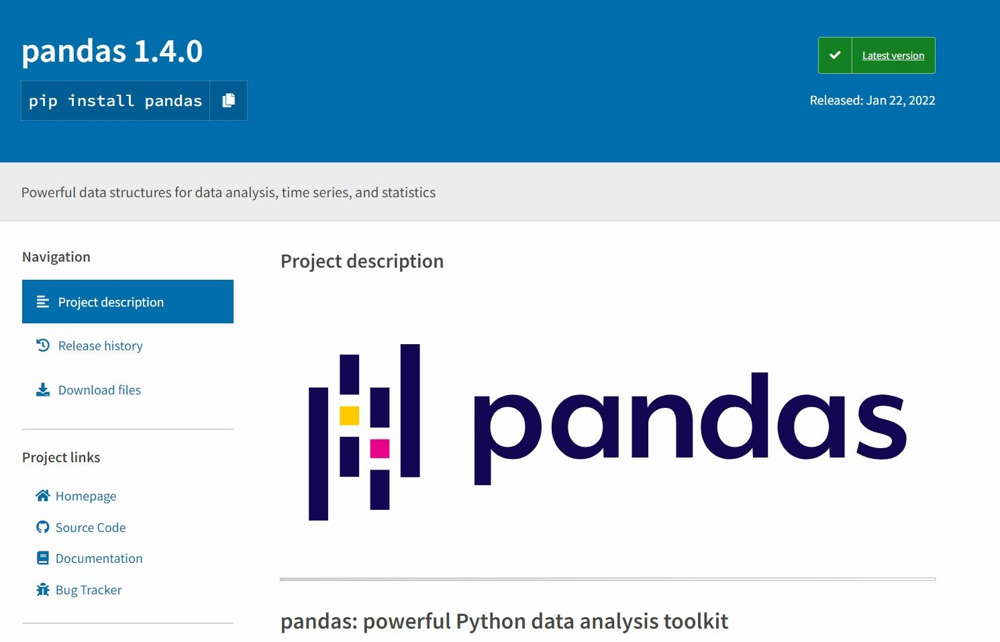 pandas 1.4.0
pip install pandas
Latest version
Released: Jan 22, 2022
Powerful data structures for data analysis, time series, and statistics
Navigation
Project description
Release history
Download files
Project links
Homepage
Source Code
Documentation
Bug Tracker
Project description
pandas
pandas: powerful Python data analysis toolkit